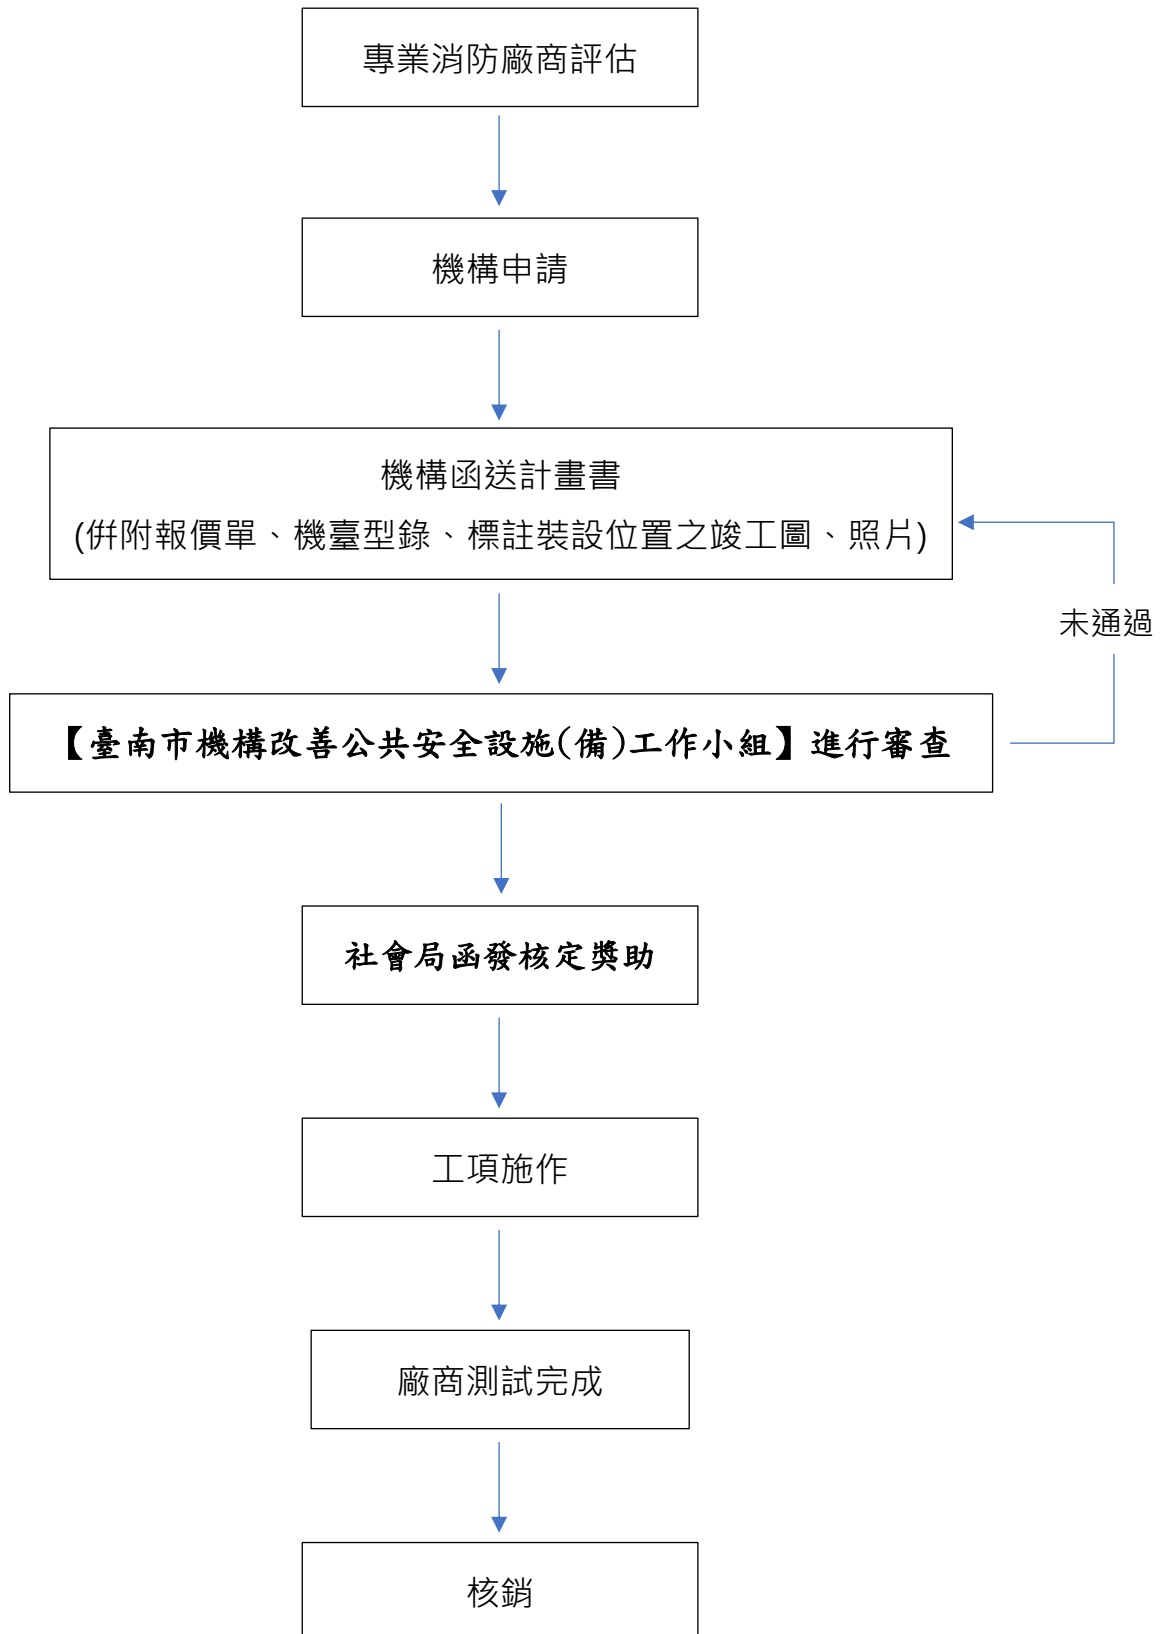 專業消防廠商評估
機構申請
機構函送計畫書
(併附報價單、機臺型錄、標註裝設位置之竣工圖、照片)
未通過
【臺南市機構改善公共安全設施(備)工作小組】進行審查
社會局函發核定獎助
工項施作
廠商測試完成
核銷